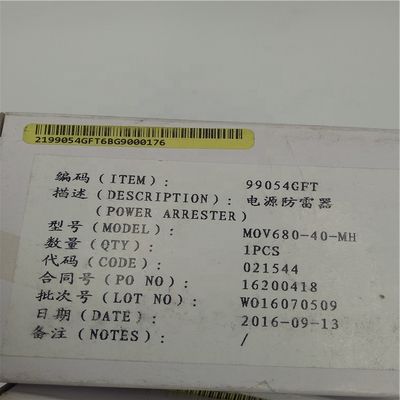 2199054GFT6BG9000176
编码(ITEM): 99054GFT
描述(DESCRIPTION): 电源防雷器
(POWER ARRESTER)
型号(MODEL): MOV680-40-MH
数量(QTY): 1PCS
代码(CODE): 021544
合同号(PO NO): 16200418
批次号(LOT NO): WO16070509
日期(DATE): 2016-09-13
备注(NOTES): /